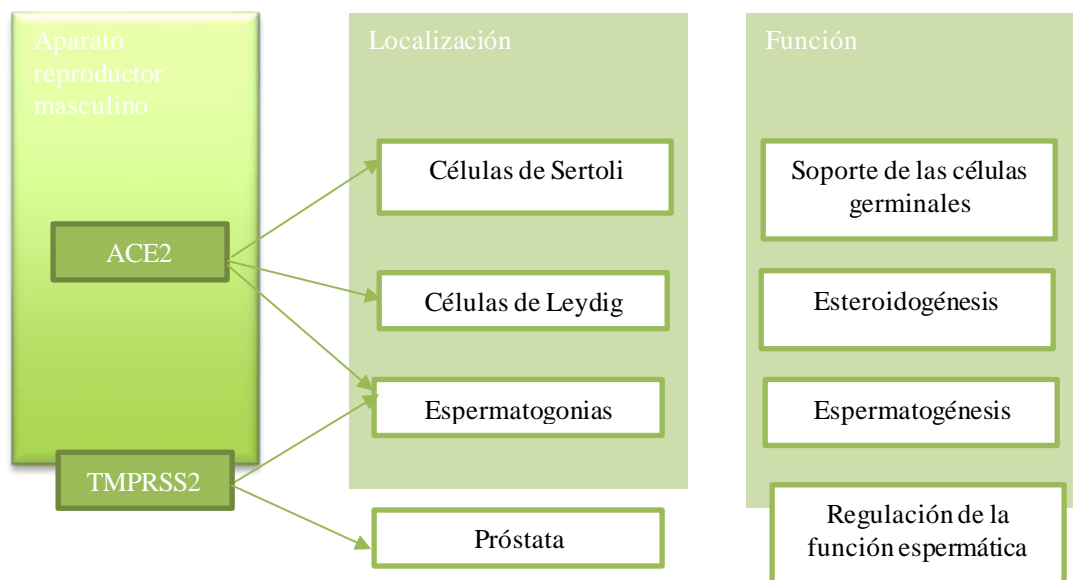 Aparato
reproductor
masculino
ACE2
TMPRSS2
Localización
Células de Sertoli
Células de Leydig
Espermatogonias
Próstata
Función
Soporte de las células
germinales
Esteroidogénesis
Espermatogénesis
Regulación de la
función espermática